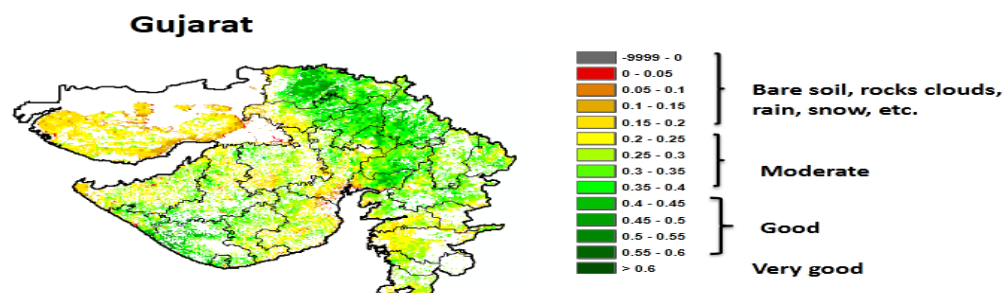 Gujarat
-9999 - 0
0 - 0.05
0.05 - 0.1
0.1 - 0.15
0.15 - 0.2
0.2 - 0.25
0.25 - 0.3
0.3 - 0.35
0.35 - 0.4
0.4 - 0.45
0.45 - 0.5
0.5 - 0.55
0.55 - 0.6
> 0.6
Bare soil, rocks clouds,
rain, snow, etc.
Moderate
Good
Very good